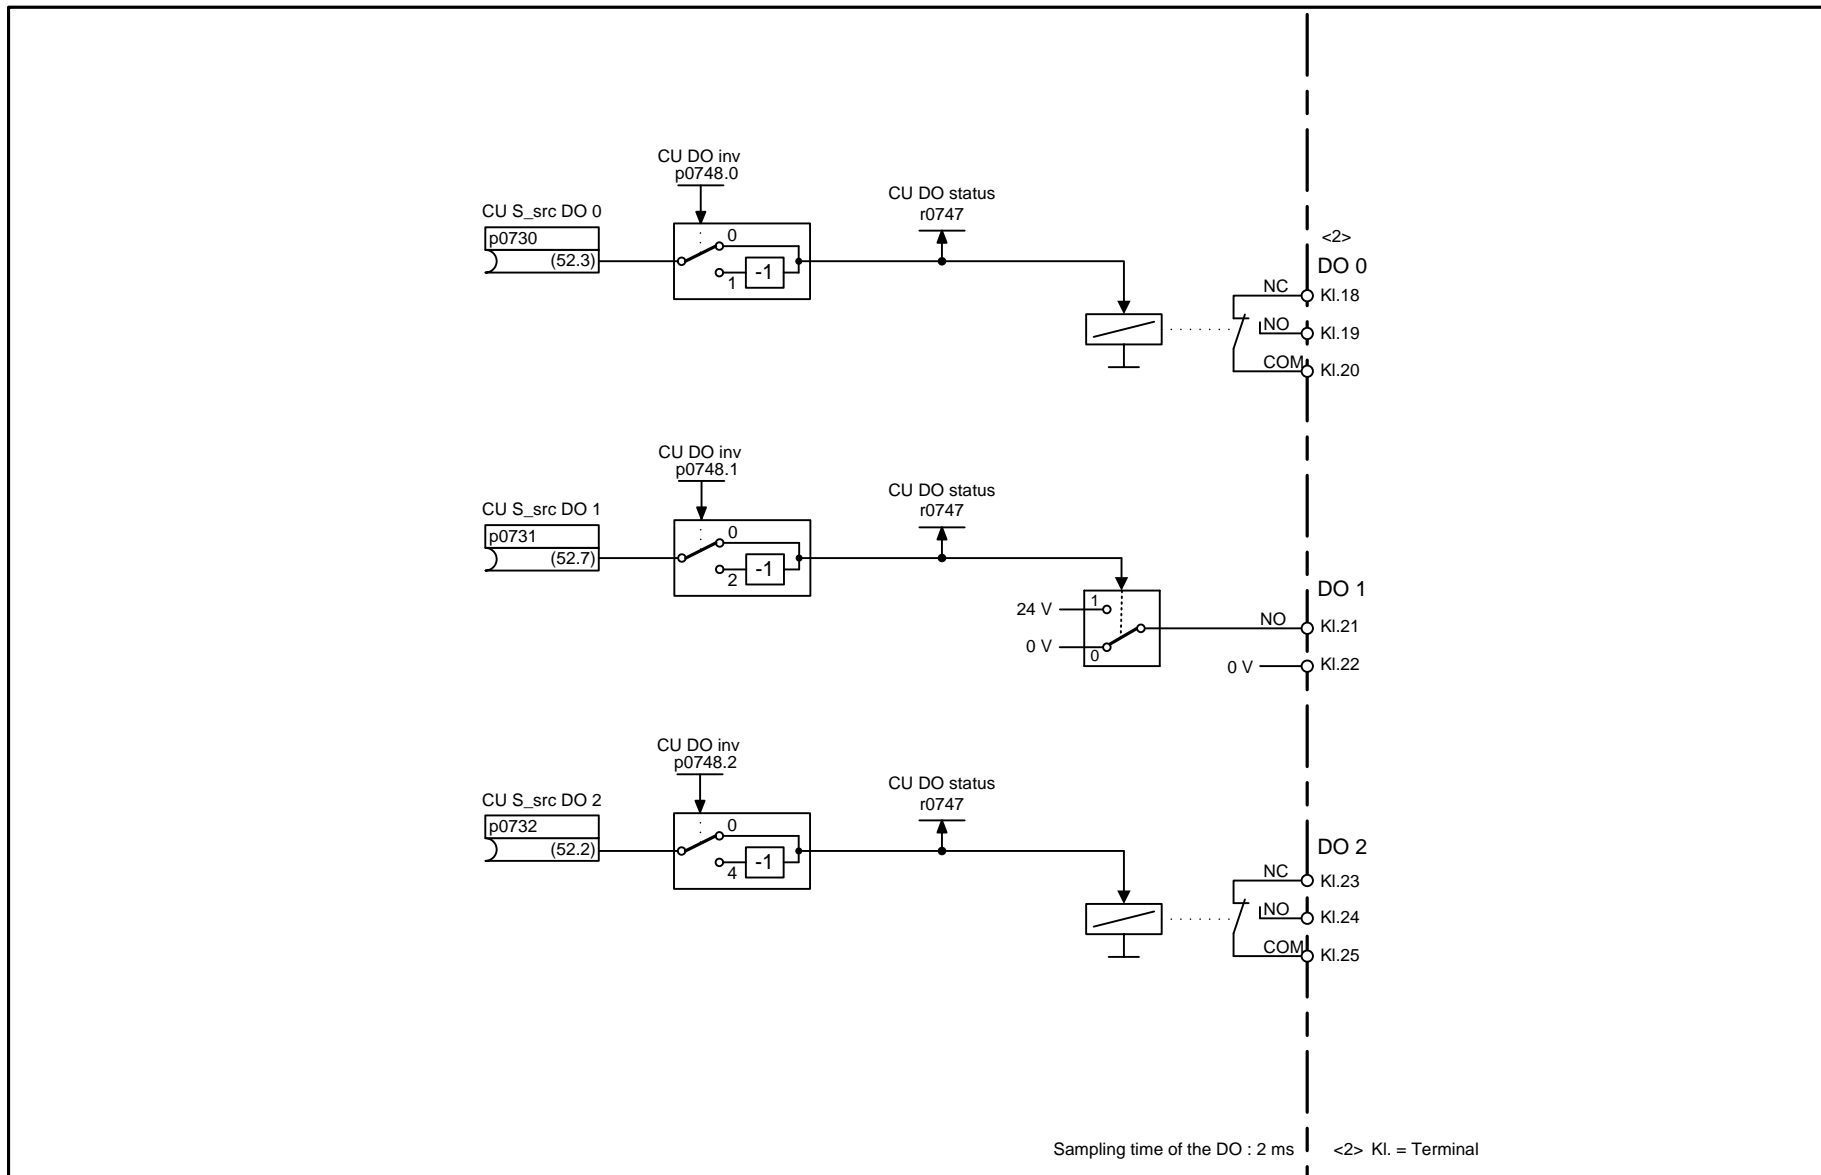 CU DO inv
p0748.0
CU S_src DO 0
p0730
(52.3)
0
1
-1
CU DO status
r0747
<2>
DO 0
NC
Kl.18
NO
Kl.19
COM
Kl.20
CU DO inv
p0748.1
CU S_src DO 1
p0731
(52.7)
0
2
-1
CU DO status
r0747
24 V
1
0 V
0
DO 1
NO
Kl.21
0 V
Kl.22
CU DO inv
p0748.2
CU S_src DO 2
p0732
(52.2)
0
4
-1
CU DO status
r0747
DO 2
NC
Kl.23
NO
Kl.24
COM
Kl.25
Sampling time of the DO : 2 ms
<2> Kl. = Terminal